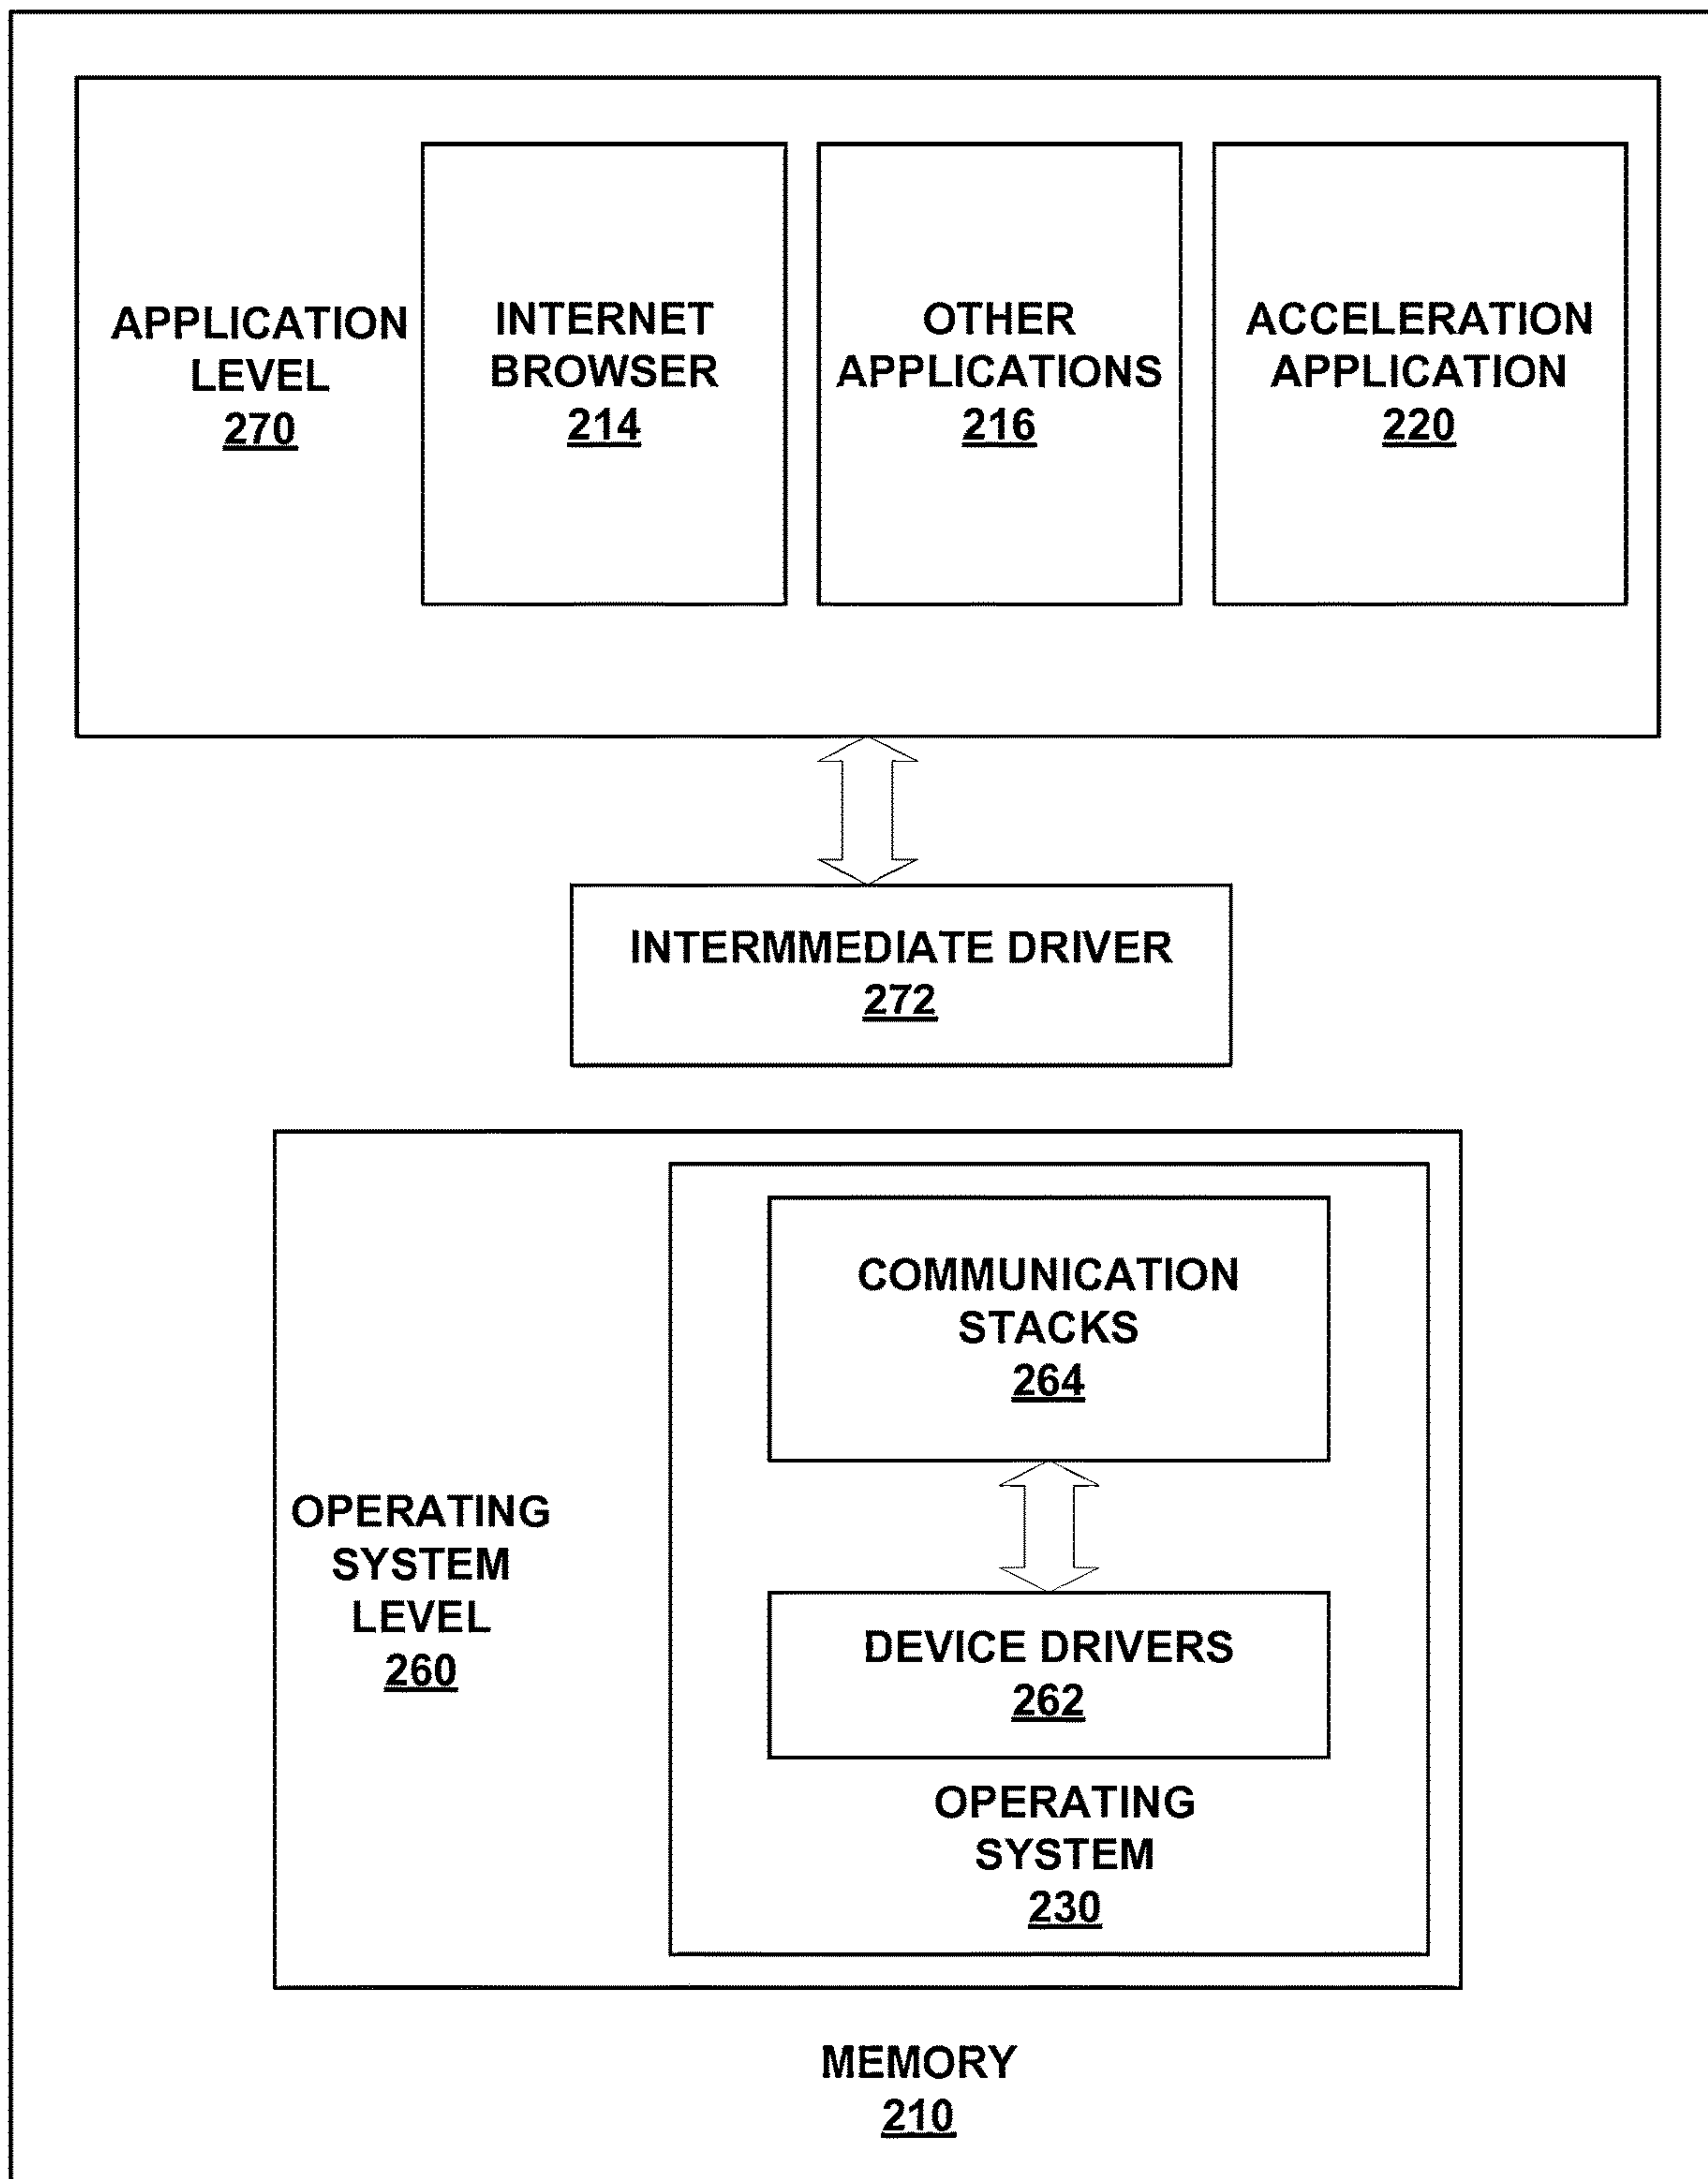 APPLICATION
LEVEL
270
INTERNET
BROWSER
214
OTHER
APPLICATIONS
216
ACCELERATION
APPLICATION
220
INTERMMEDIATE DRIVER
272
OPERATING
SYSTEM
LEVEL
260
COMMUNICATION
STACKS
264
DEVICE DRIVERS
262
OPERATING
SYSTEM
230
MEMORY
210